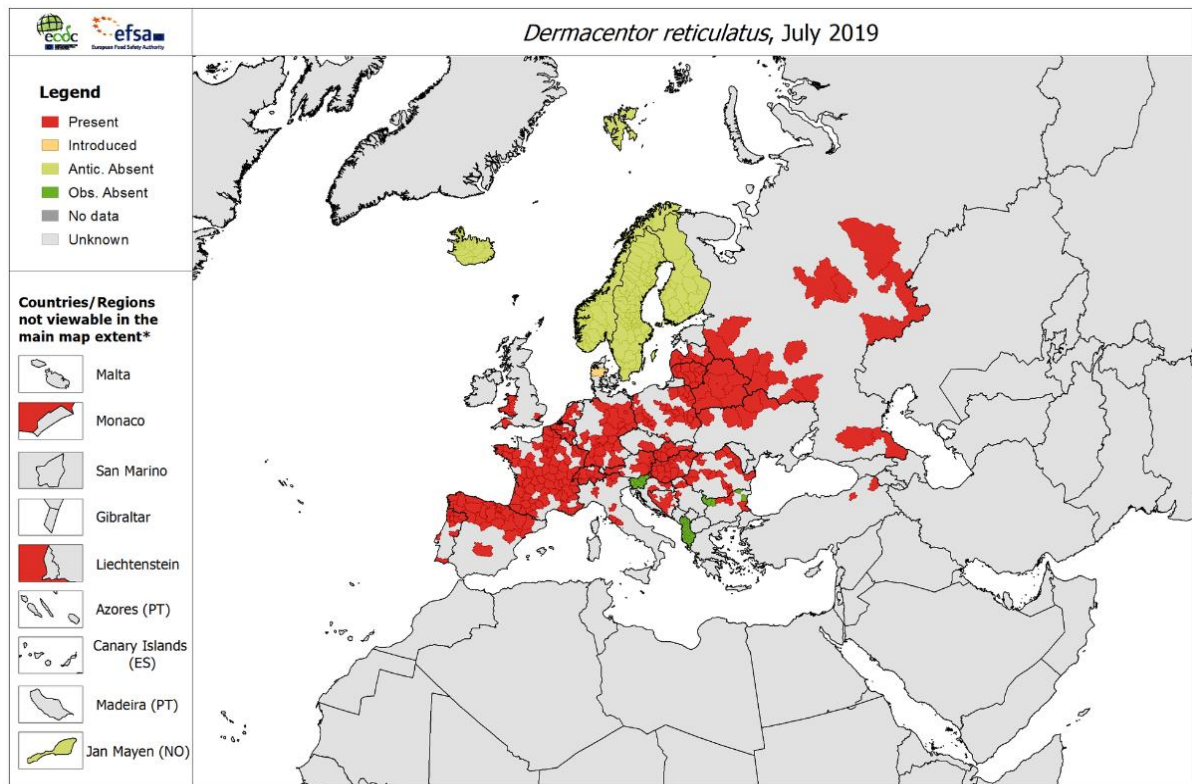 ecdc
efsa
European Food Safety Authority
Dermacentor reticulatus, July 2019
Legend
Present
Introduced
Antic. Absent
Obs. Absent
No data
Unknown
Countries/Regions
not viewable in the
main map extent*
Malta
Monaco
San Marino
Gibraltar
Liechtenstein
Azores (PT)
Canary Islands
(ES)
Madeira (PT)
Jan Mayen (NO)